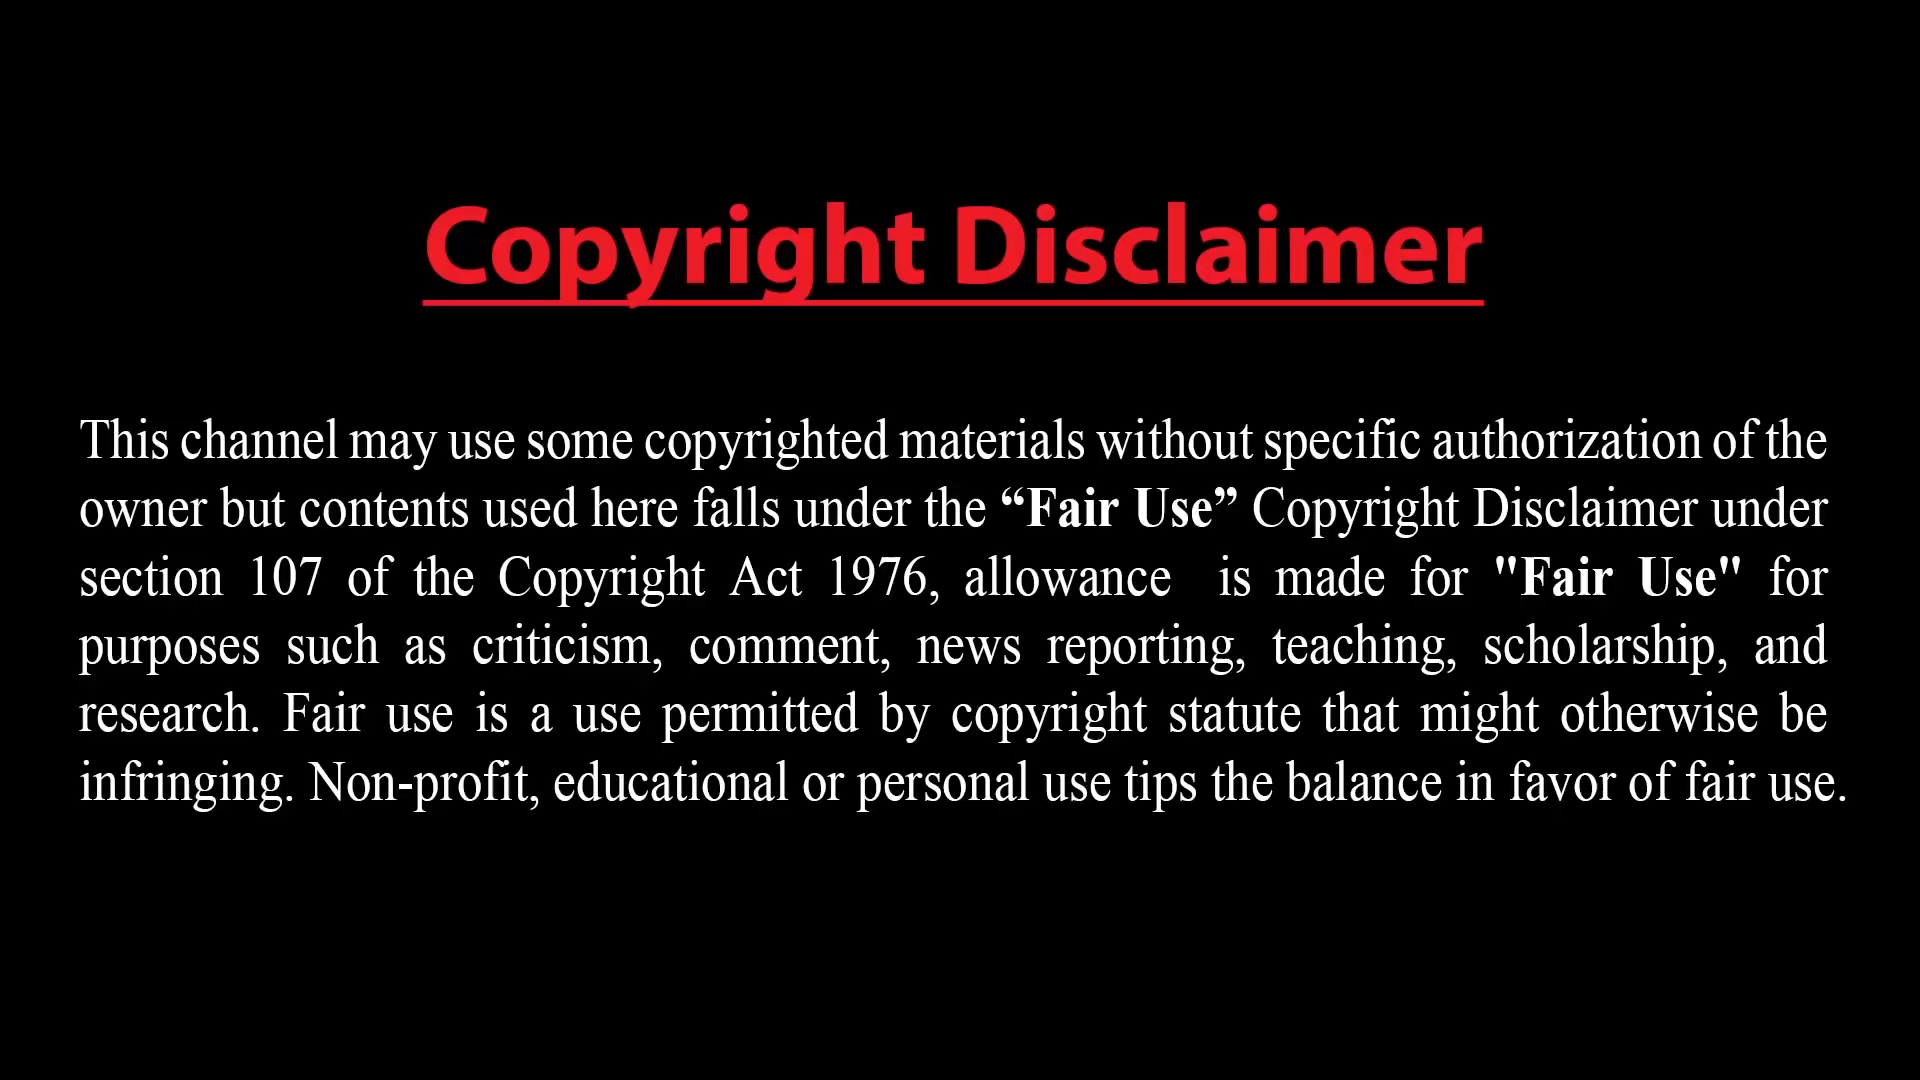 Copyright Disclaimer
This channel may use some copyrighted materials without specific authorization of the
owner but contents used here falls under the “Fair Use” Copyright Disclaimer under
section 107 of the Copyright Act 1976, allowance  is made for "Fair Use" for
purposes such as criticism, comment, news reporting, teaching, scholarship, and
research. Fair use is a use permitted by copyright statute that might otherwise be
infringing. Non-profit, educational or personal use tips the balance in favor of fair use.